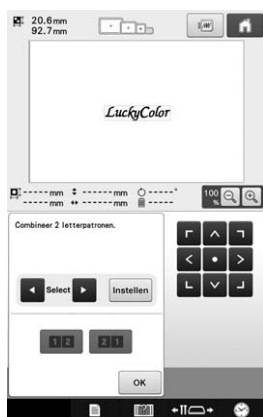 20.6mm
92.7mm
LuckyColor
------mm ------mm -----°
------mm ------mm -----
100 %
Combineer 2 letterpatronen.
Select
Instellen
1 2
2 1
OK